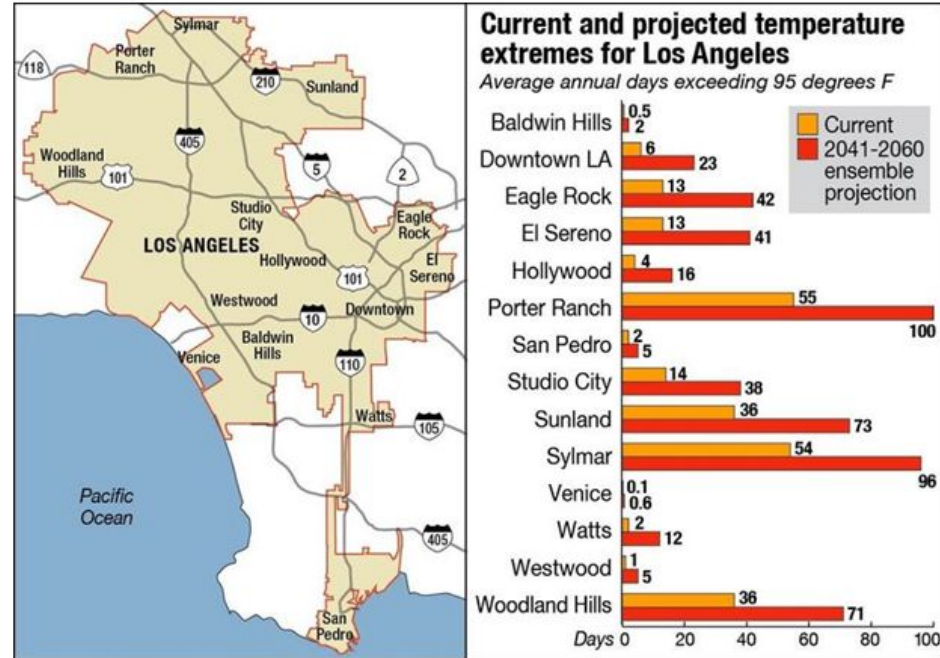 Sylmar
118
Porter
Ranch
210
Sunland
405
Woodland
Hills
101
5
2
Studio
City
Eagle
Rock
LOS ANGELES
Hollywood
El
Sereno
101
Westwood
10
Downtown
Baldwin
Hills
Venice
110
Watts
105
Pacific
Ocean
405
San
Pedro
Current and projected temperature
extremes for Los Angeles
Average annual days exceeding 95 degrees F
Current
2041-2060
ensemble
projection
Baldwin Hills 0.5
2
Downtown LA 6
23
Eagle Rock 13
42
El Sereno 13
41
Hollywood 4
16
Porter Ranch 55
100
San Pedro 2
5
Studio City 14
38
Sunland 36
73
Sylmar 54
96
Venice 0.1
0.6
Watts 2
12
Westwood 1
5
Woodland Hills 36
71
Days 0 20 40 60 80 100